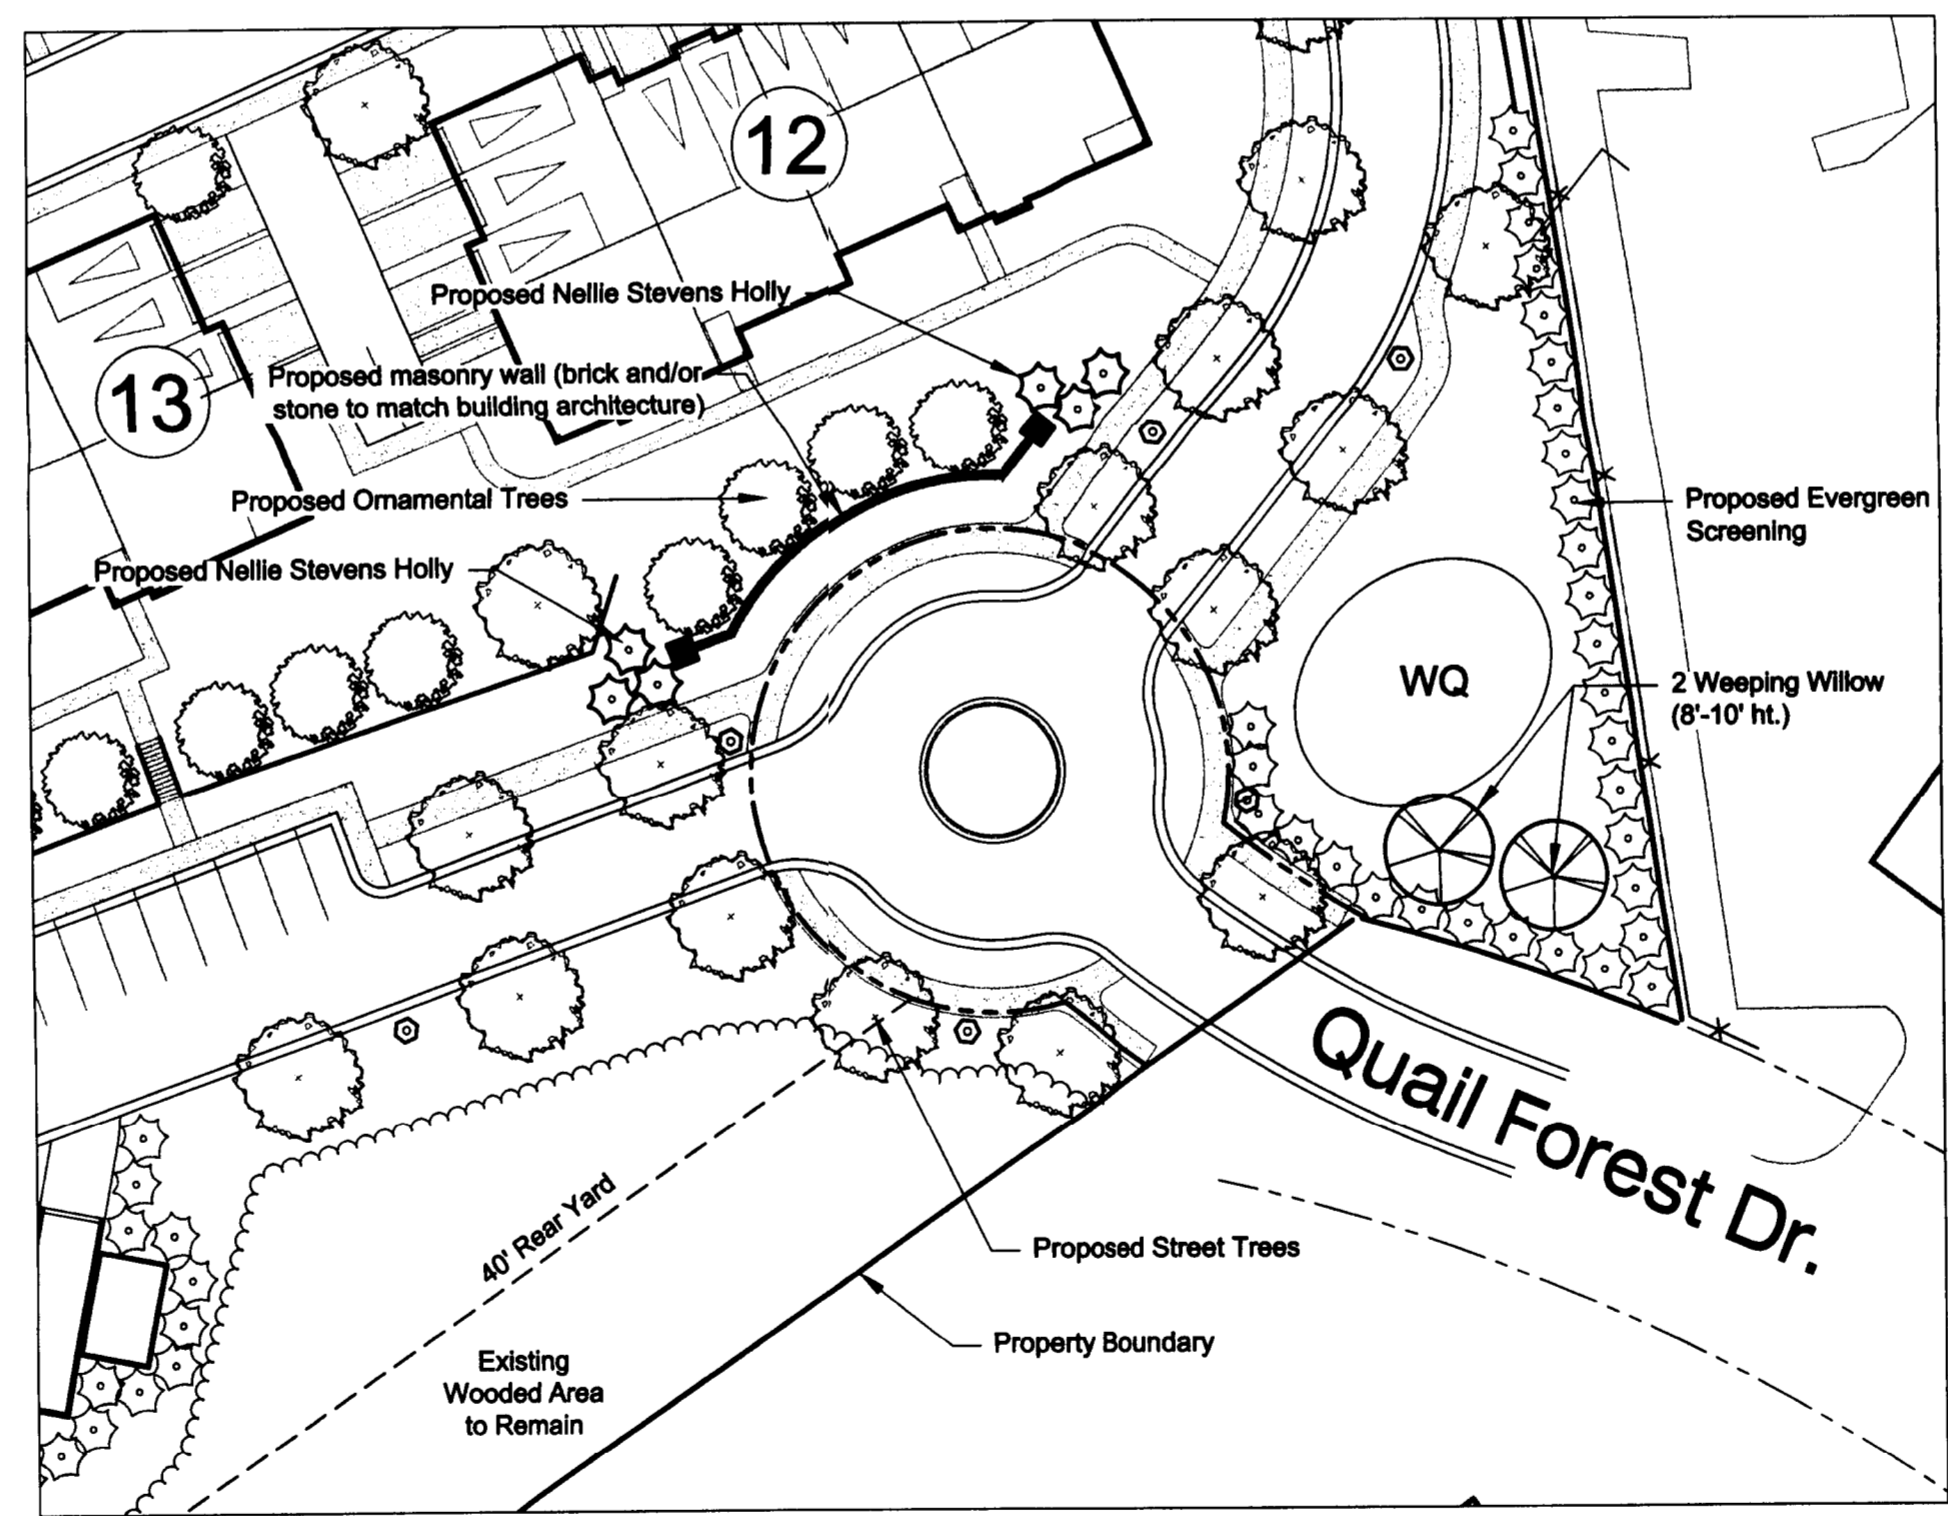 12
Proposed Nellie Stevens Holly
Proposed masonry wall (brick and/or
stone to match building architecture)
13
Proposed Ornamental Trees
Proposed Evergreen
Screening
Proposed Nellie Stevens Holly
WQ
2 Weeping Willow
(8'-10' ht.)
Quail Forest Dr.
40' Rear Yard
Proposed Street Trees
Property Boundary
Existing
Wooded Area
to Remain